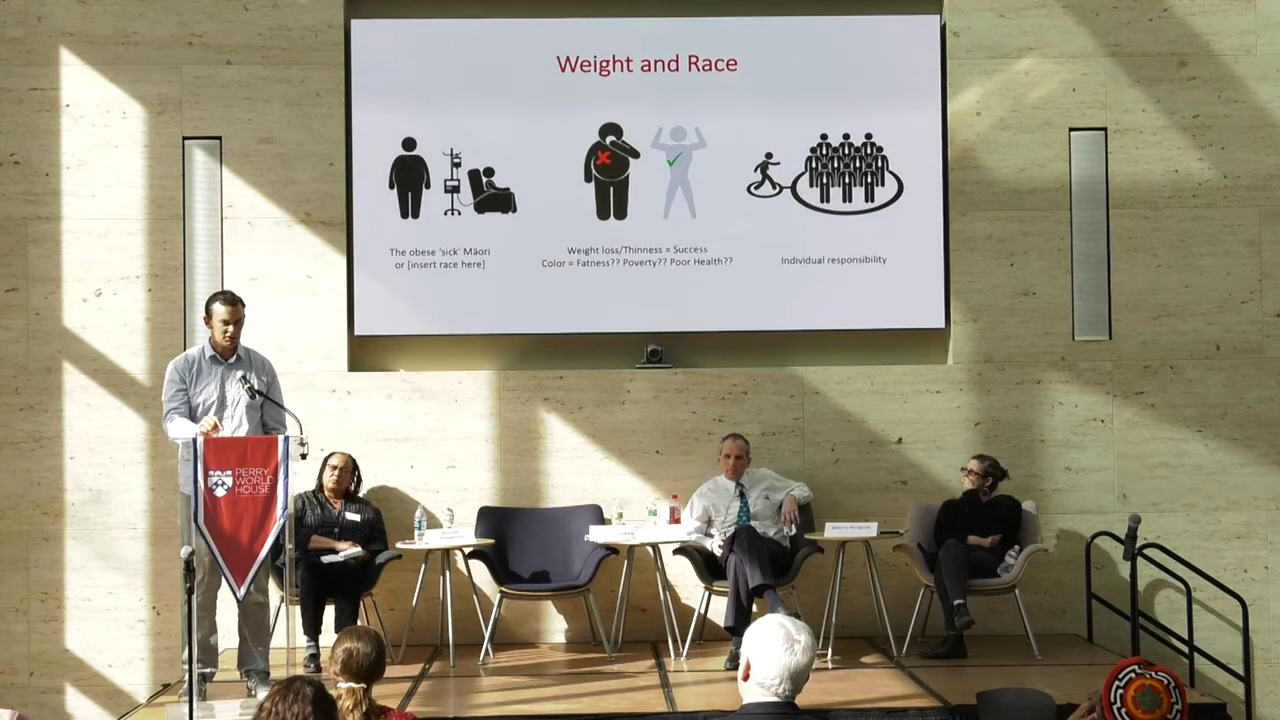 Weight and Race
The obese 'sick' Māori
or [insert race here]
Weight loss/Thinness = Success
Color = Fatness?? Poverty?? Poor Health??
Individual responsibility
PERRY
WORLD
HOUSE